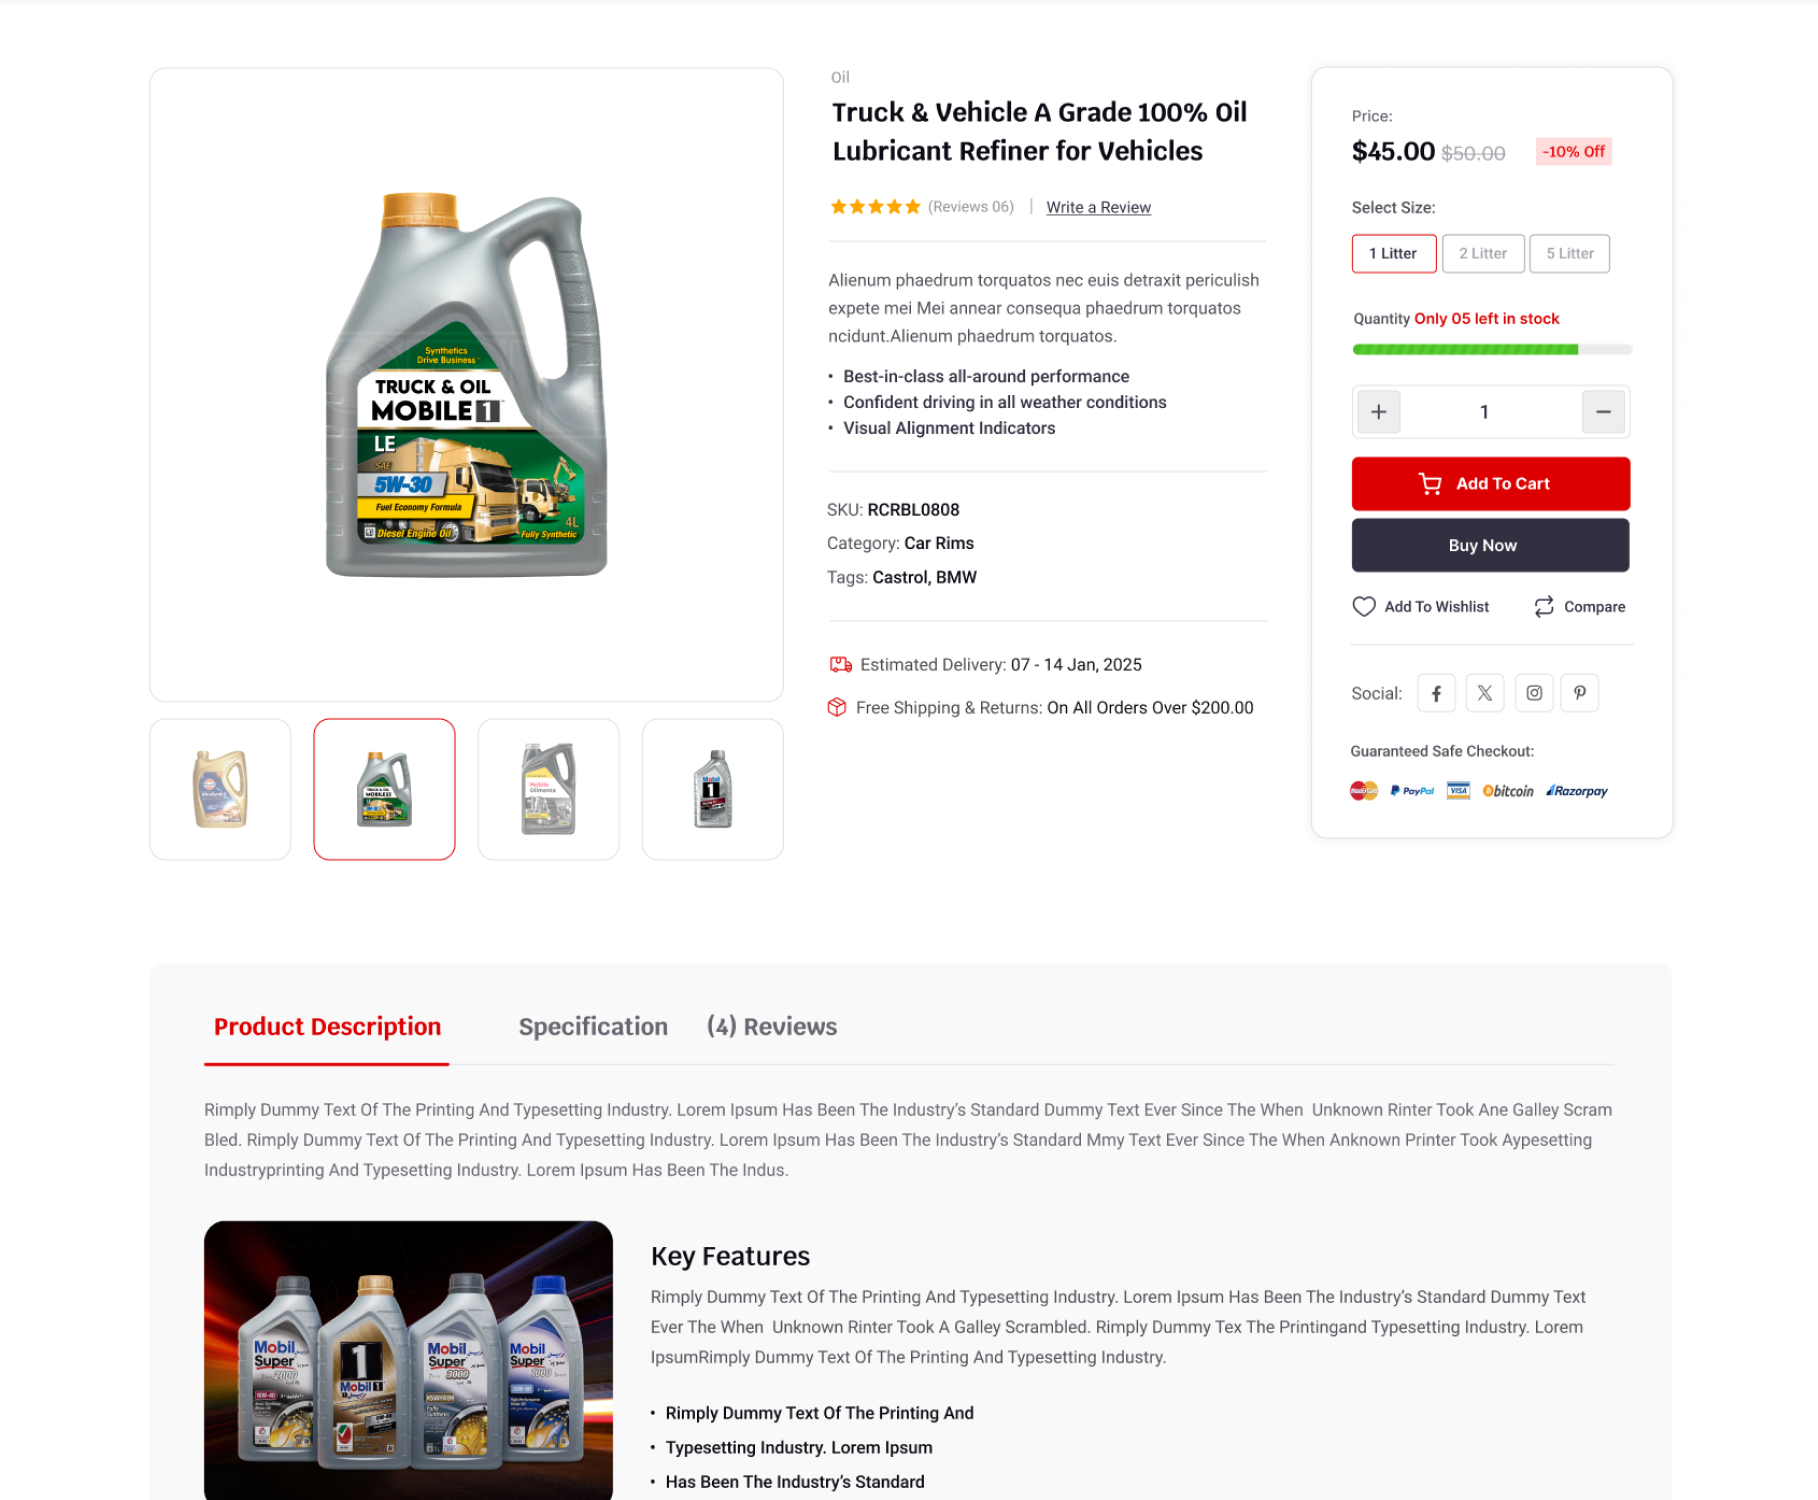 Oil
Truck & Vehicle A Grade 100% Oil
Lubricant Refiner for Vehicles
(Reviews 06) | Write a Review
Alienum phaedrum torquatos nec euis detraxit periculish
expete mei Mei annear consequa phaedrum torquatos
ncidunt.Alienum phaedrum torquatos.
• Best-in-class all-around performance
• Confident driving in all weather conditions
• Visual Alignment Indicators
SKU: RCRBL0808
Category: Car Rims
Tags: Castrol, BMW
Estimated Delivery: 07 - 14 Jan, 2025
Free Shipping & Returns: On All Orders Over $200.00
Synthetics
Drive Business
TRUCK & OIL
MOBILE 1
LE
SAE
5W-30
Fuel Economy Formula
4L
Diesel Engine Oil
Fully Synthetic
TRUCK & OIL
Mobil
1
Price:
$45.00 $50.00 -10% Off
Select Size:
1 Litter 2 Litter 5 Litter
Quantity Only 05 left in stock
+ 1 −
Add To Cart
Buy Now
Add To Wishlist Compare
Social:
Guaranteed Safe Checkout:
MasterCard PayPal VISA bitcoin Razorpay
Product Description Specification (4) Reviews
Rimply Dummy Text Of The Printing And Typesetting Industry. Lorem Ipsum Has Been The Industry’s Standard Dummy Text Ever Since The When  Unknown Rinter Took Ane Galley Scram
Bled. Rimply Dummy Text Of The Printing And Typesetting Industry. Lorem Ipsum Has Been The Industry’s Standard Mmy Text Ever Since The When Anknown Printer Took Aypesetting
Industryprinting And Typesetting Industry. Lorem Ipsum Has Been The Indus.
Mobil
Super
2000
10W-40
1
Mobil 1
Mobil
Super
3000
Mobil
Super
1000
Key Features
Rimply Dummy Text Of The Printing And Typesetting Industry. Lorem Ipsum Has Been The Industry’s Standard Dummy Text
Ever The When  Unknown Rinter Took A Galley Scrambled. Rimply Dummy Tex The Printingand Typesetting Industry. Lorem
IpsumRimply Dummy Text Of The Printing And Typesetting Industry.
• Rimply Dummy Text Of The Printing And
• Typesetting Industry. Lorem Ipsum
• Has Been The Industry’s Standard